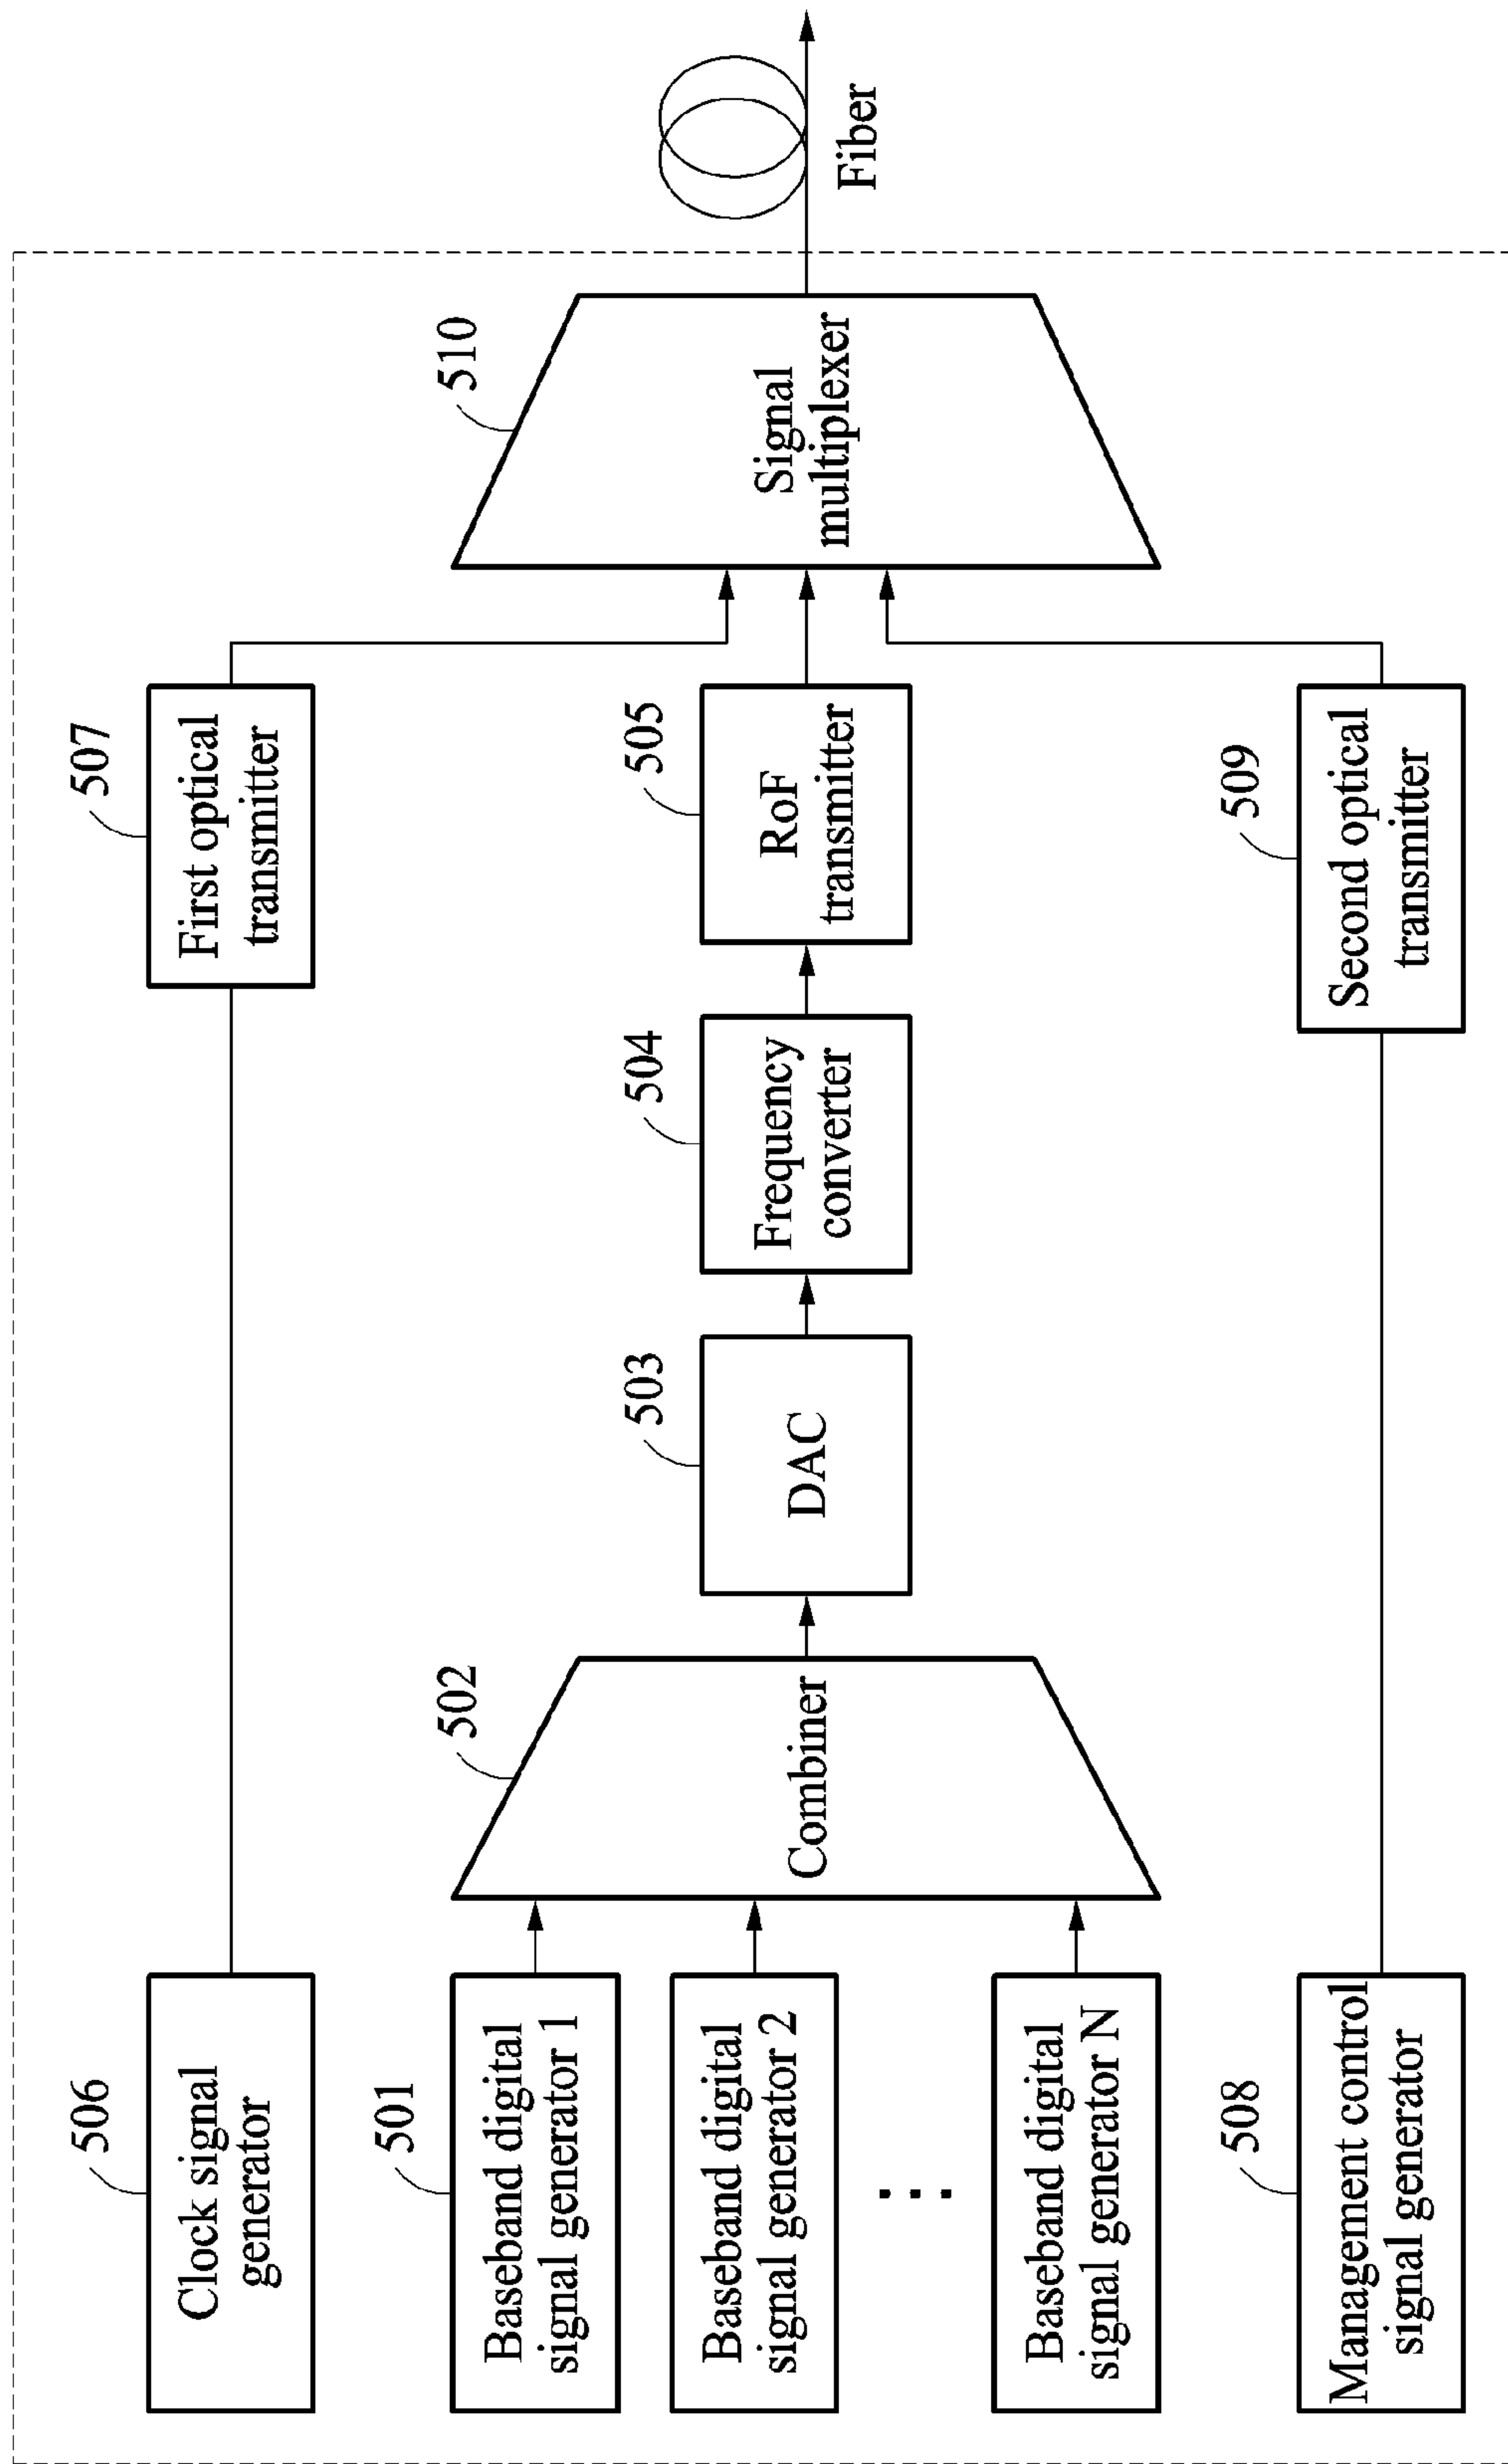 506
Clock signal
generator
507
First optical
transmitter
501
Baseband digital
signal generator 1
Baseband digital
signal generator 2
...
Baseband digital
signal generator N
502
Combiner
503
DAC
504
Frequency
converter
505
RoF
transmitter
510
Signal
multiplexer
Fiber
508
Management control
signal generator
509
Second optical
transmitter